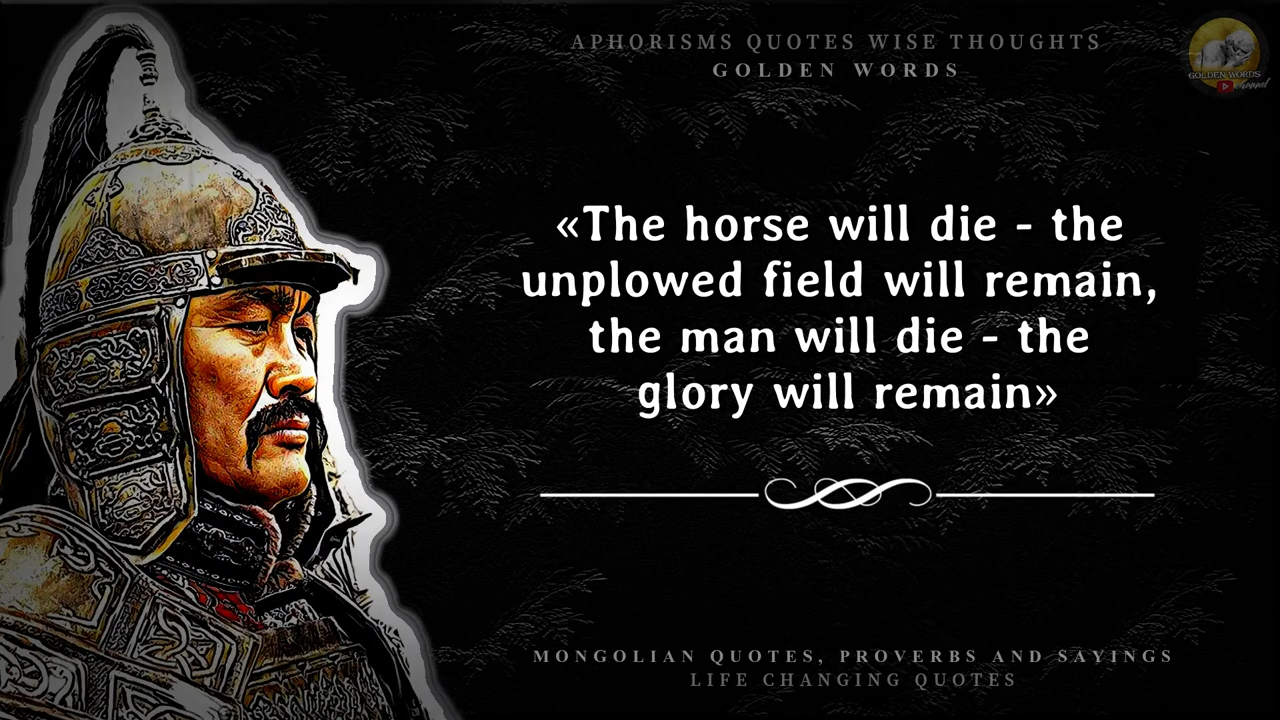 APHORISMS QUOTES WISE THOUGHTS
GOLDEN WORDS
GOLDEN WORDS
channel
«The horse will die - the
unplowed field will remain,
the man will die - the
glory will remain»
MONGOLIAN QUOTES, PROVERBS AND SAYINGS
LIFE CHANGING QUOTES